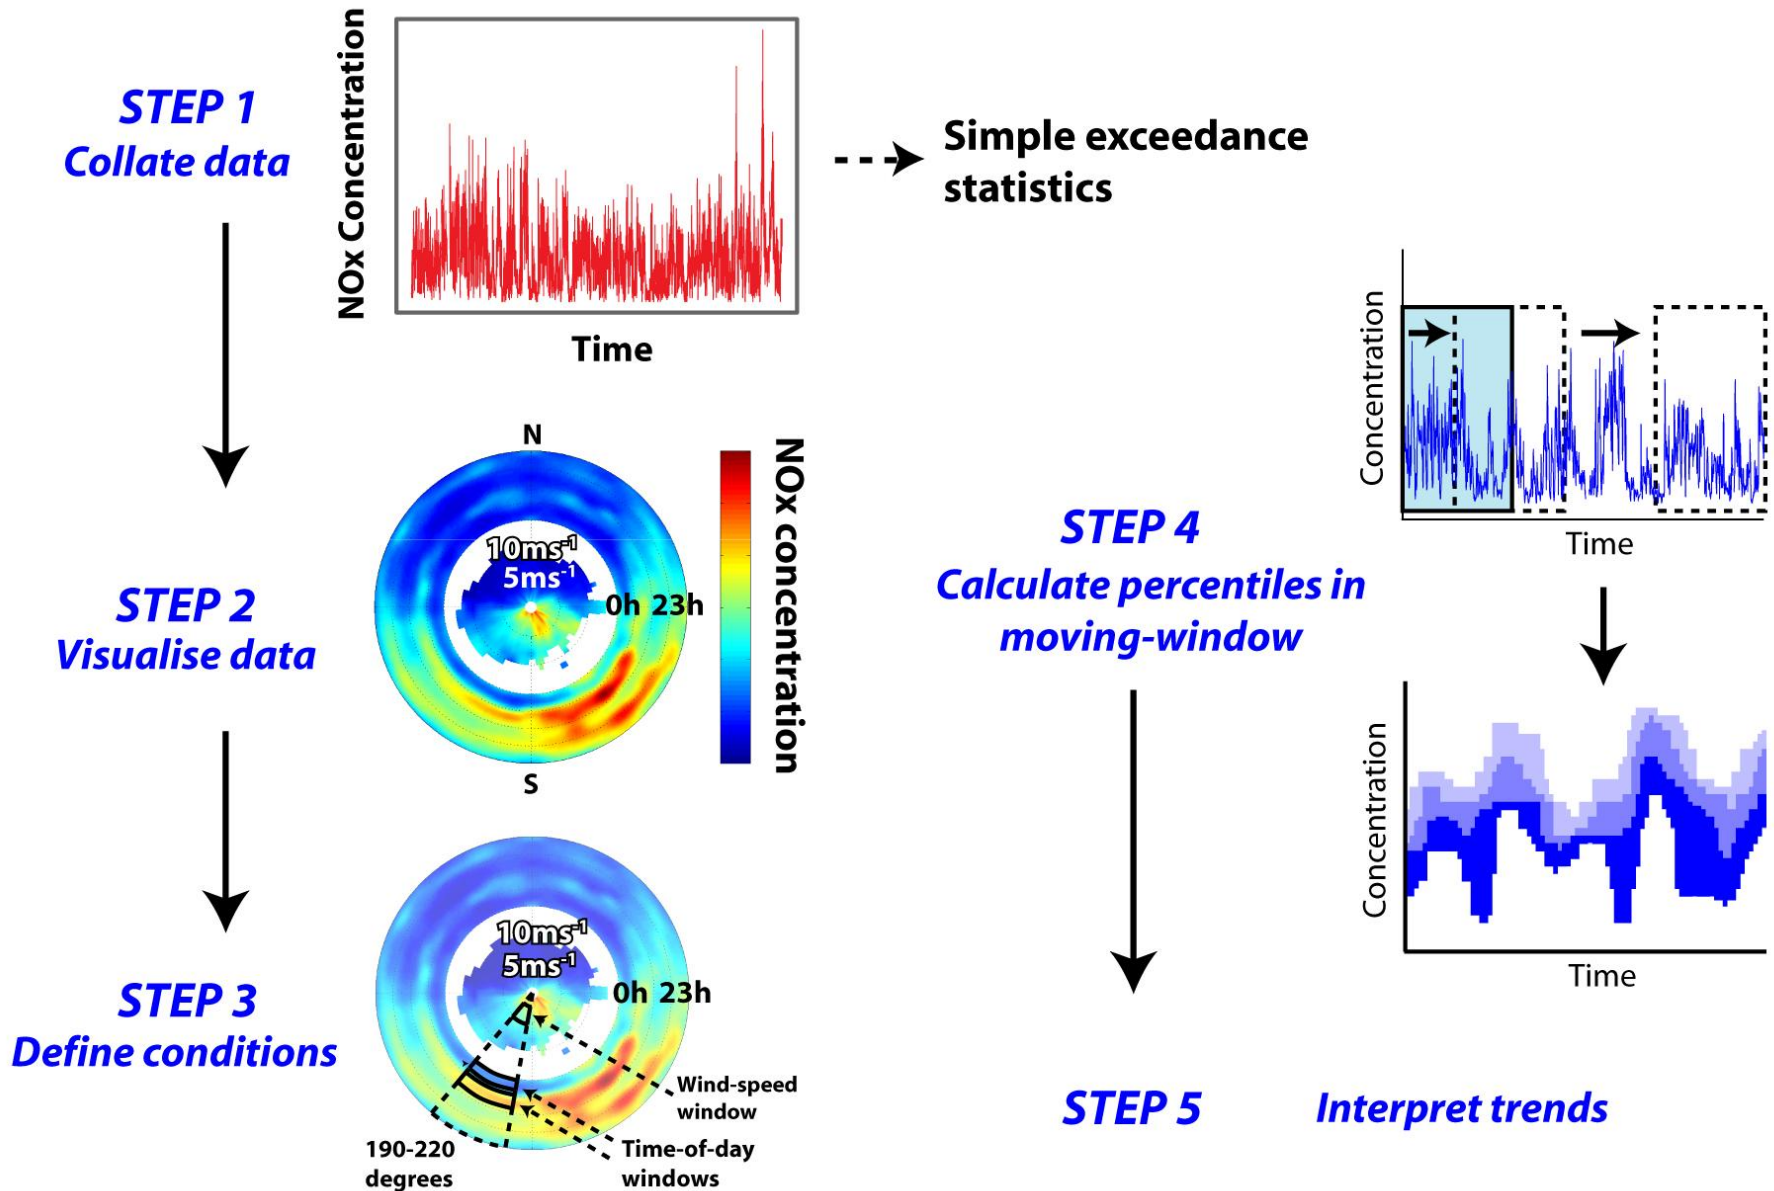 STEP 1
Collate data
NOx Concentration
Time
Simple exceedance
statistics
STEP 2
Visualise data
N
10ms⁻¹
5ms⁻¹
0h 23h
S
NOx concentration
STEP 3
Define conditions
10ms⁻¹
5ms⁻¹
0h 23h
Wind-speed
window
Time-of-day
windows
190-220
degrees
STEP 4
Calculate percentiles in
moving-window
Concentration
Time
Concentration
Time
STEP 5
Interpret trends